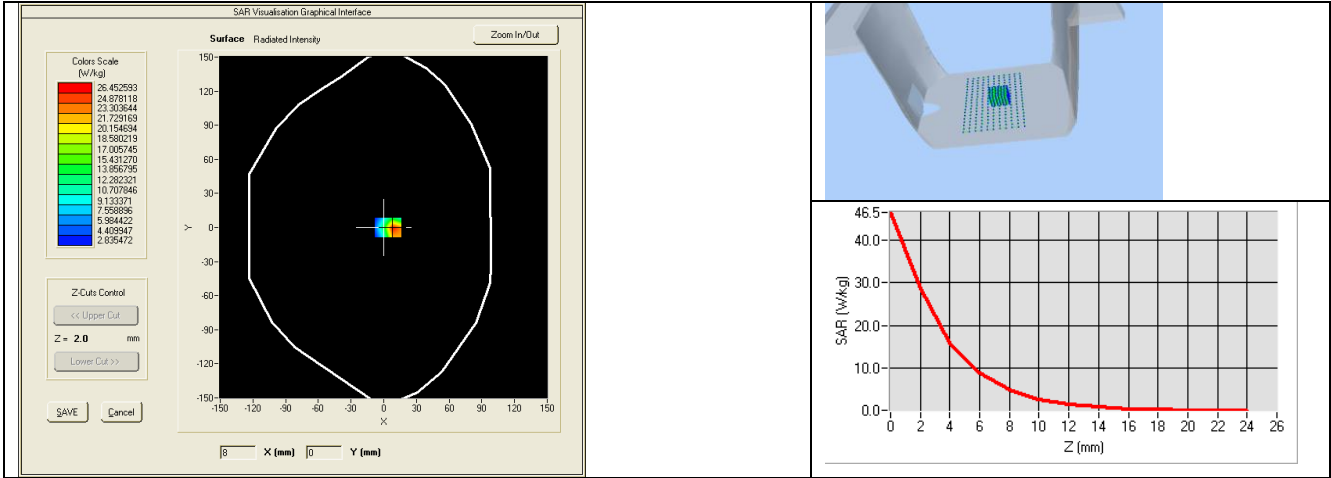 SAR Visualisation Graphical Interface
Surface Radiated Intensity
Zoom In/Out
Colors Scale
(W/kg)
26.452593
24.878118
23.303644
21.729169
20.154694
18.580219
17.005745
15.431270
13.856795
12.282321
10.707846
9.133371
7.558896
5.984422
4.409947
2.835472
Z-Cuts Control
<< Upper Cut
Z = 2.0 mm
Lower Cut >>
SAVE Cancel
Y
150-
120-
90-
60-
30-
0-
-30-
-60-
-90-
-120-
-150-
-150 -120 -90 -60 -30 0 30 60 90 120 150
X
8 X (mm) 0 Y (mm)
SAR (W/kg)
46.5-
40.0-
30.0-
20.0-
10.0-
0.0-
0 2 4 6 8 10 12 14 16 18 20 22 24 26
Z (mm)